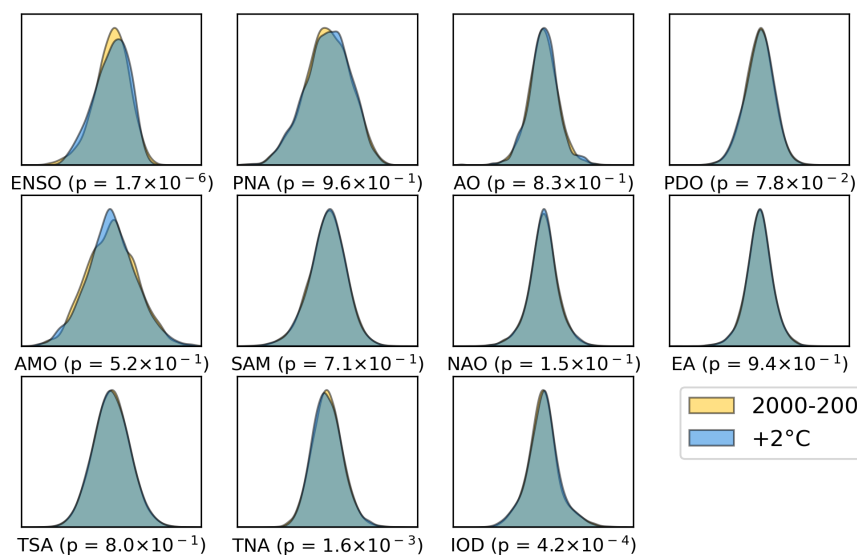 ENSO (p = 1.7×10⁻⁶) PNA (p = 9.6×10⁻¹) AO (p = 8.3×10⁻¹) PDO (p = 7.8×10⁻²)
AMO (p = 5.2×10⁻¹) SAM (p = 7.1×10⁻¹) NAO (p = 1.5×10⁻¹) EA (p = 9.4×10⁻¹)
2000-200
+2°C
TSA (p = 8.0×10⁻¹) TNA (p = 1.6×10⁻³) IOD (p = 4.2×10⁻⁴)